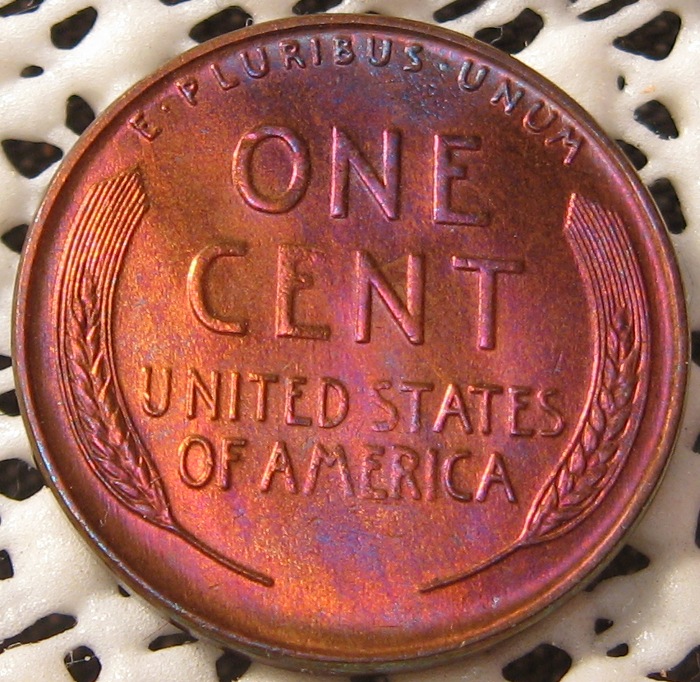 E·PLURIBUS·UNUM
ONE
CENT
UNITED STATES
OF AMERICA